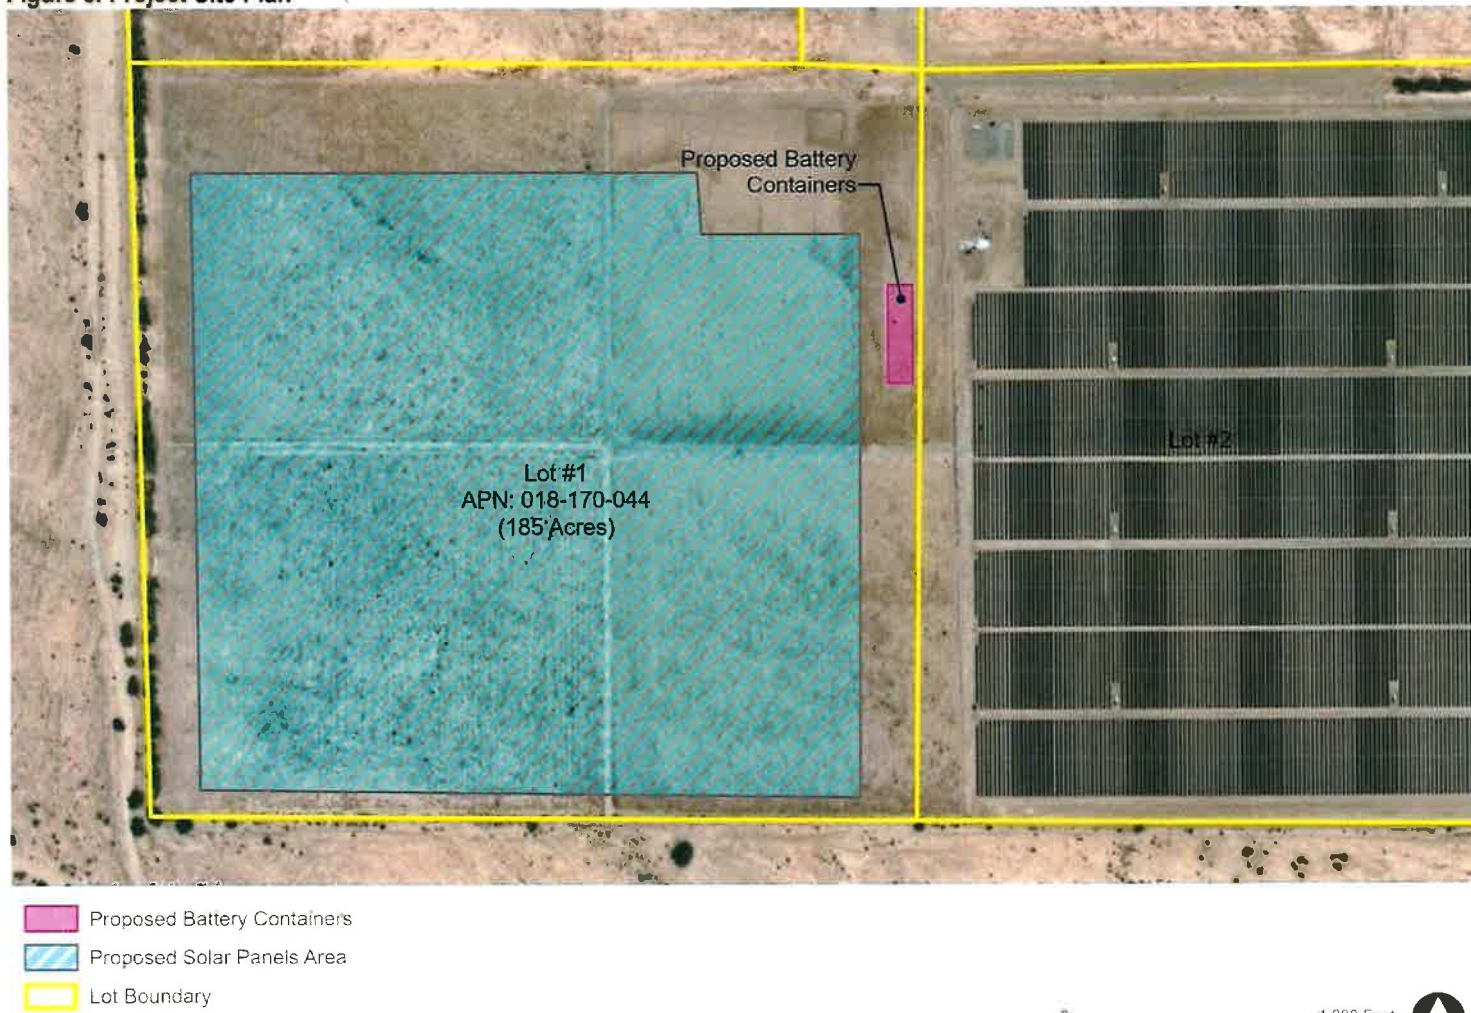 Proposed Battery
Containers
Lot #2
Lot #1
APN: 018-170-044
(185 Acres)
Proposed Battery Containers
Proposed Solar Panels Area
Lot Boundary